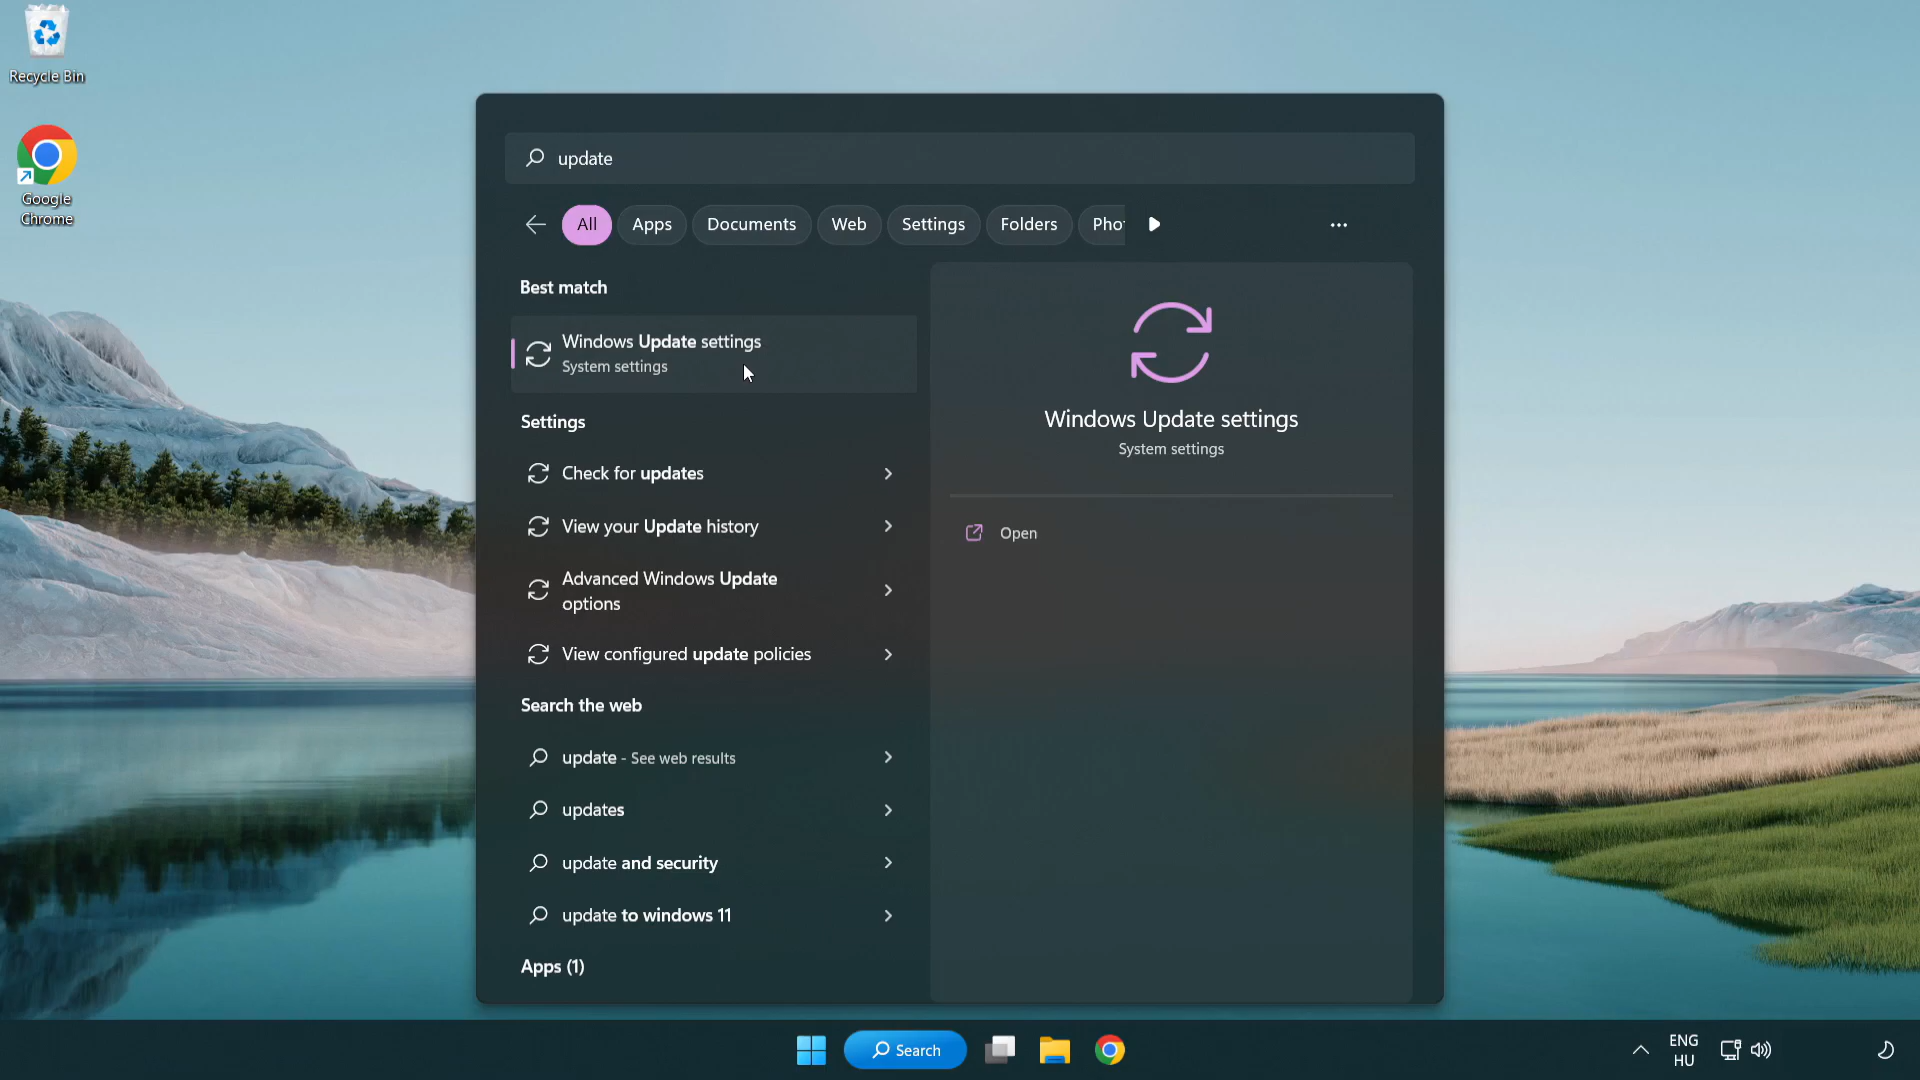 Recycle Bin
Google
Chrome
update
All
Apps
Documents
Web
Settings
Folders
Pho
Best match
Windows Update settings
System settings
Settings
Check for updates
View your Update history
Advanced Windows Update
options
View configured update policies
Search the web
update - See web results
updates
update and security
update to windows 11
Apps (1)
Windows Update settings
System settings
Open
Search
ENG
HU